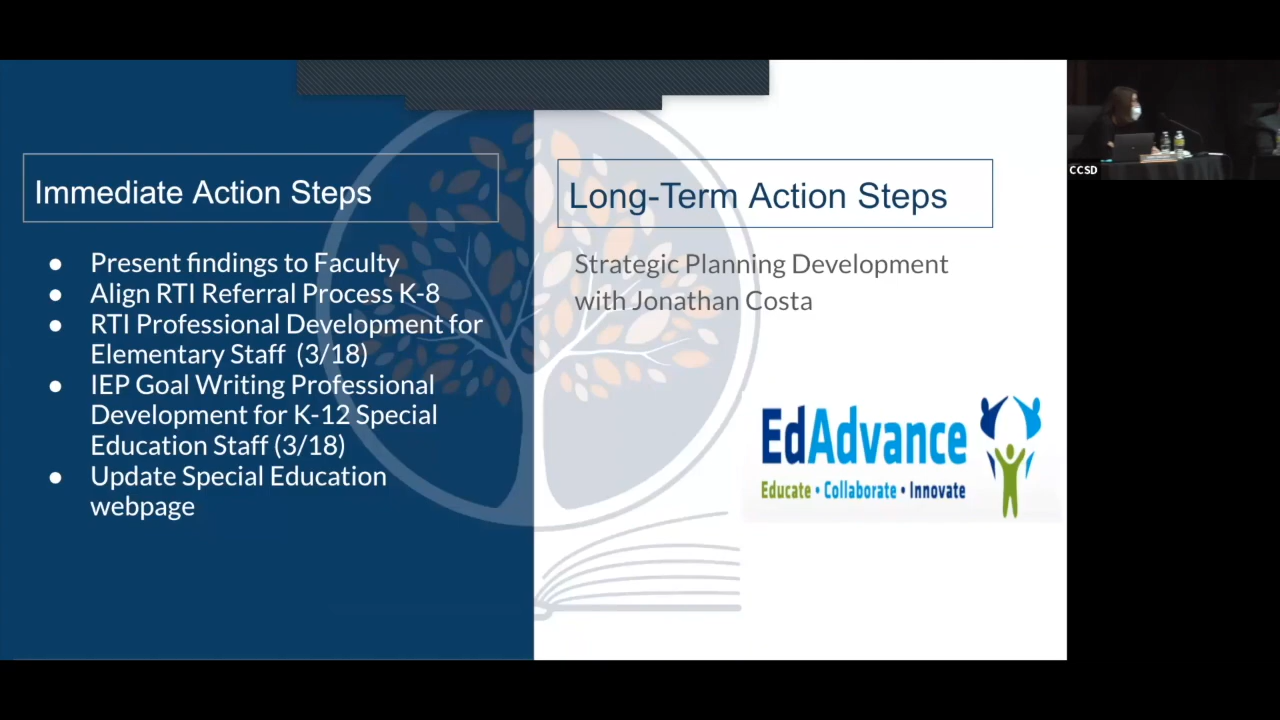 Immediate Action Steps
● Present findings to Faculty
● Align RTI Referral Process K-8
● RTI Professional Development for
Elementary Staff (3/18)
● IEP Goal Writing Professional
Development for K-12 Special
Education Staff (3/18)
● Update Special Education
webpage
Long-Term Action Steps
Strategic Planning Development
with Jonathan Costa
EdAdvance
Educate • Collaborate • Innovate
CCSD